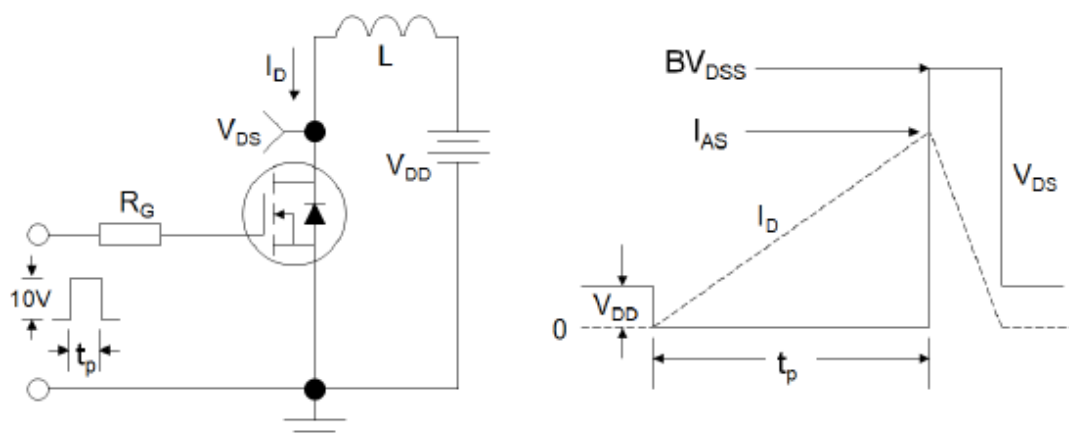 L
I_D
V_DS
V_DD
R_G
10V
t_p
BV_DSS
I_AS
V_DS
I_D
V_DD
0
t_p